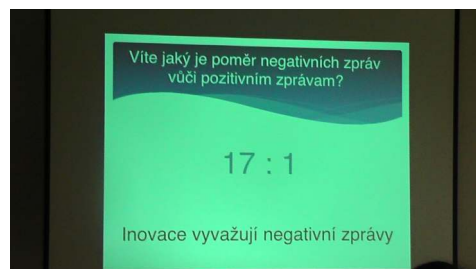 Víte jaký je poměr negativních zpráv
vůči pozitivním zprávam?
17 : 1
Inovace vyvažují negativní zprávy